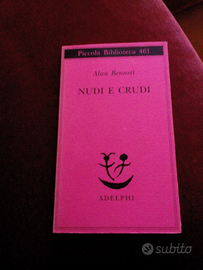 Piccola Biblioteca 461
Alan Bennett
NUDI E CRUDI
ADELPHI
subito